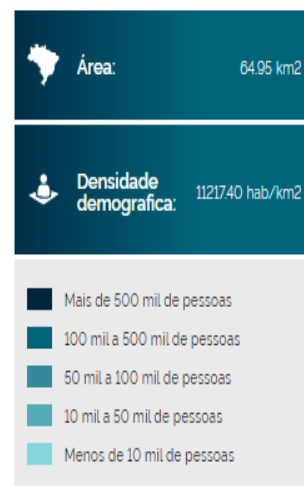 Área:
64.95 km2
Densidade
demografica:
11217.40 hab/km2
Mais de 500 mil de pessoas
100 mil a 500 mil de pessoas
50 mil a 100 mil de pessoas
10 mil a 50 mil de pessoas
Menos de 10 mil de pessoas